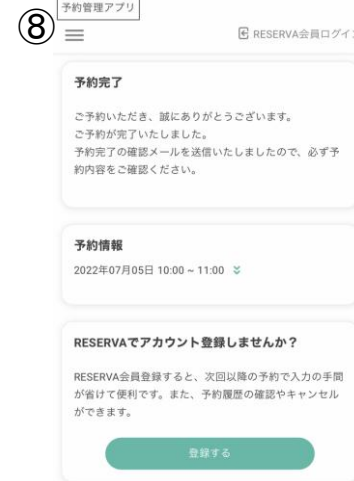 予約管理アプリ
⑧
RESERVA会員ログイン
予約完了
ご予約いただき、誠にありがとうございます。
ご予約が完了いたしました。
予約完了の確認メールを送信いたしましたので、必ず予
約内容をご確認ください。
予約情報
2022年07月05日 10:00 ~ 11:00
RESERVAでアカウント登録しませんか？
RESERVA会員登録すると、次回以降の予約で入力の手間
が省けて便利です。また、予約履歴の確認やキャンセル
ができます。
登録する